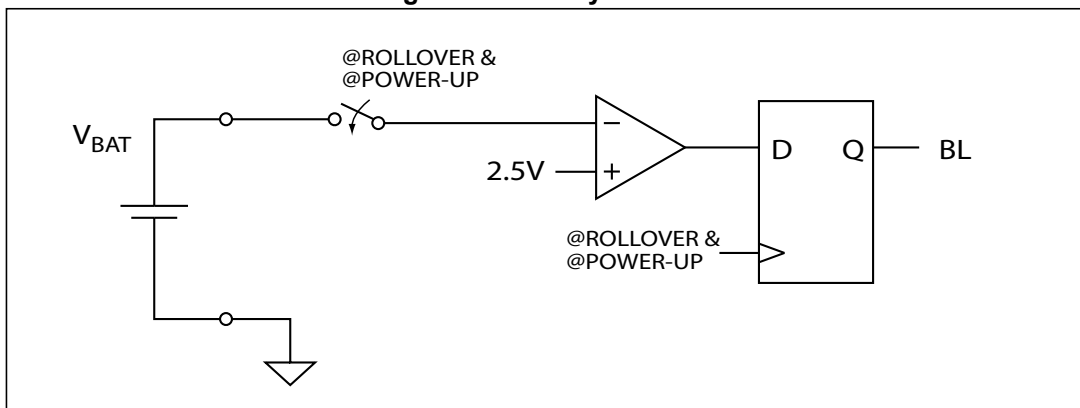 @ROLLOVER &
@POWER-UP
VBAT
−
2.5V
+
D
Q
BL
@ROLLOVER &
@POWER-UP